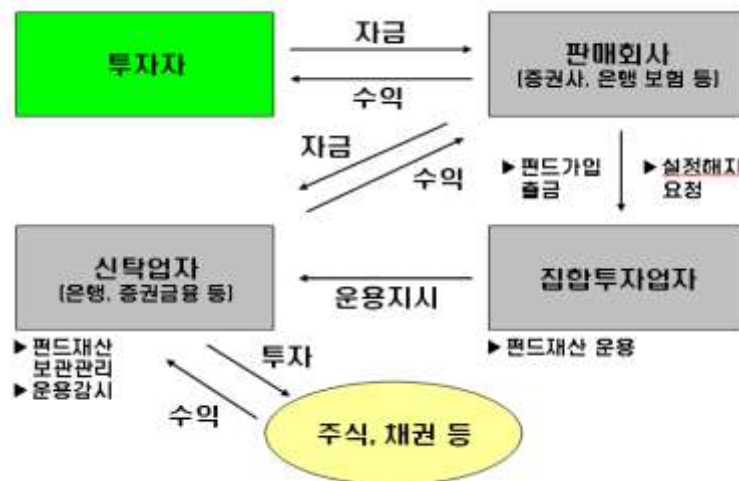 자금
투자자
판매회사
(증권사, 은행 보험 등)
수익
자금
수익
▶펀드가입
출금
▶설정해지
요청
신탁업자
(은행, 증권금융 등)
운용지시
집합투자업자
▶펀드재산
보관관리
▶운용감시
투자
수익
▶펀드재산 운용
주식, 채권 등